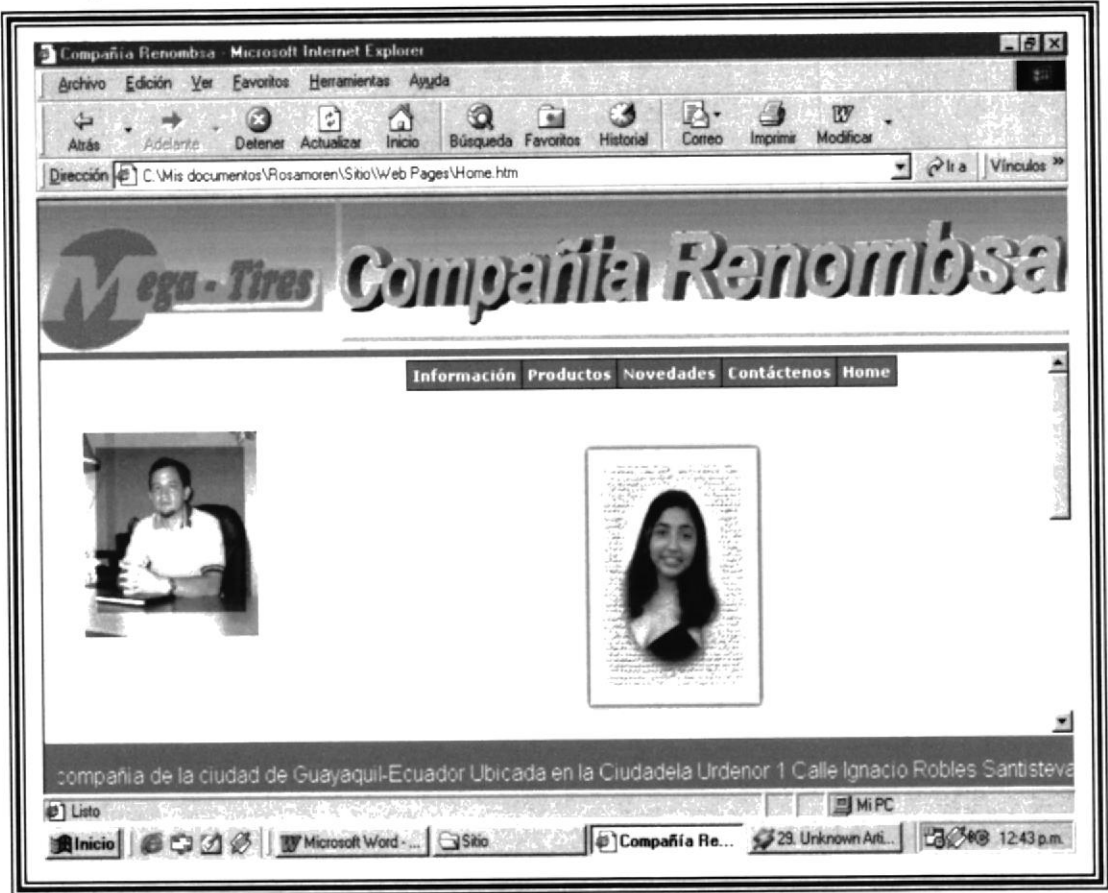 Compañía Renombsa - Microsoft Internet Explorer
Archivo Edición Ver Favoritos Herramientas Ayuda
Atrás Adelante Detener Actualizar Inicio Búsqueda Favoritos Historial Correo Imprimir Modificar
Dirección C:\Mis documentos\Rosamoren\Sitio\Web Pages\Home.htm Ir a Vínculos »
Mega - Tires Compañía Renombsa
Información Productos Novedades Contáctenos Home
compañia de la ciudad de Guayaquil-Ecuador Ubicada en la Ciudadela Urdenor 1 Calle Ignacio Robles Santisteva
Listo Mi PC
Inicio Microsoft Word - ... Sitio Compañía Re... 29. Unknown Arti... 12:43 p.m.